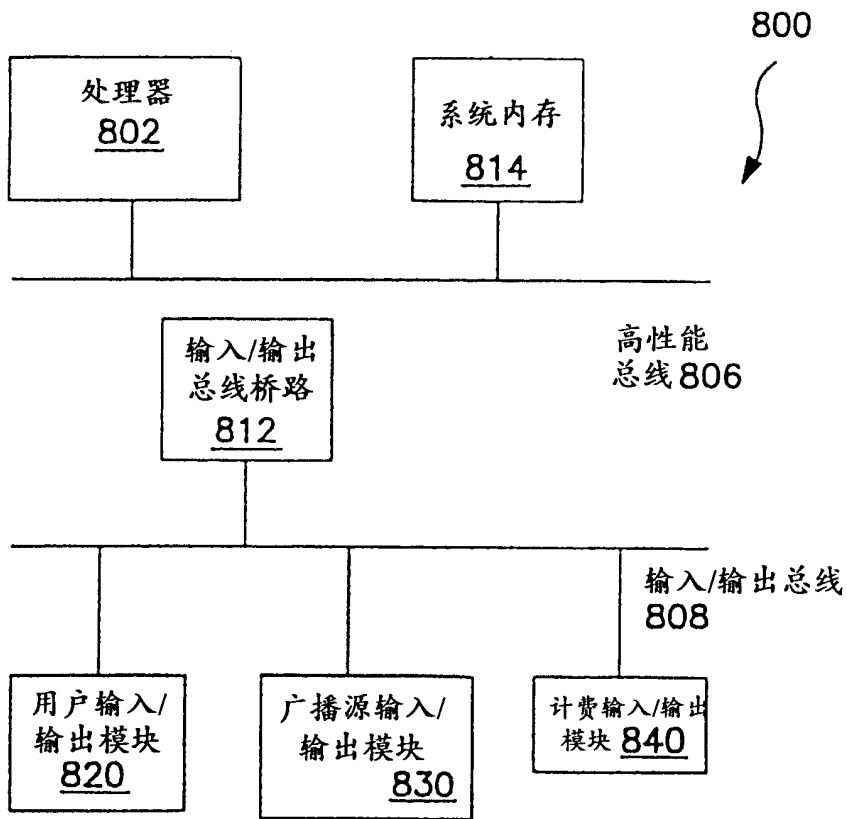 800
处理器
802
系统内存
814
输入/输出
总线桥路
812
高性能
总线 806
输入/输出总线
808
用户输入/
输出模块
820
广播源输入/
输出模块
830
计费输入/输出
模块 840